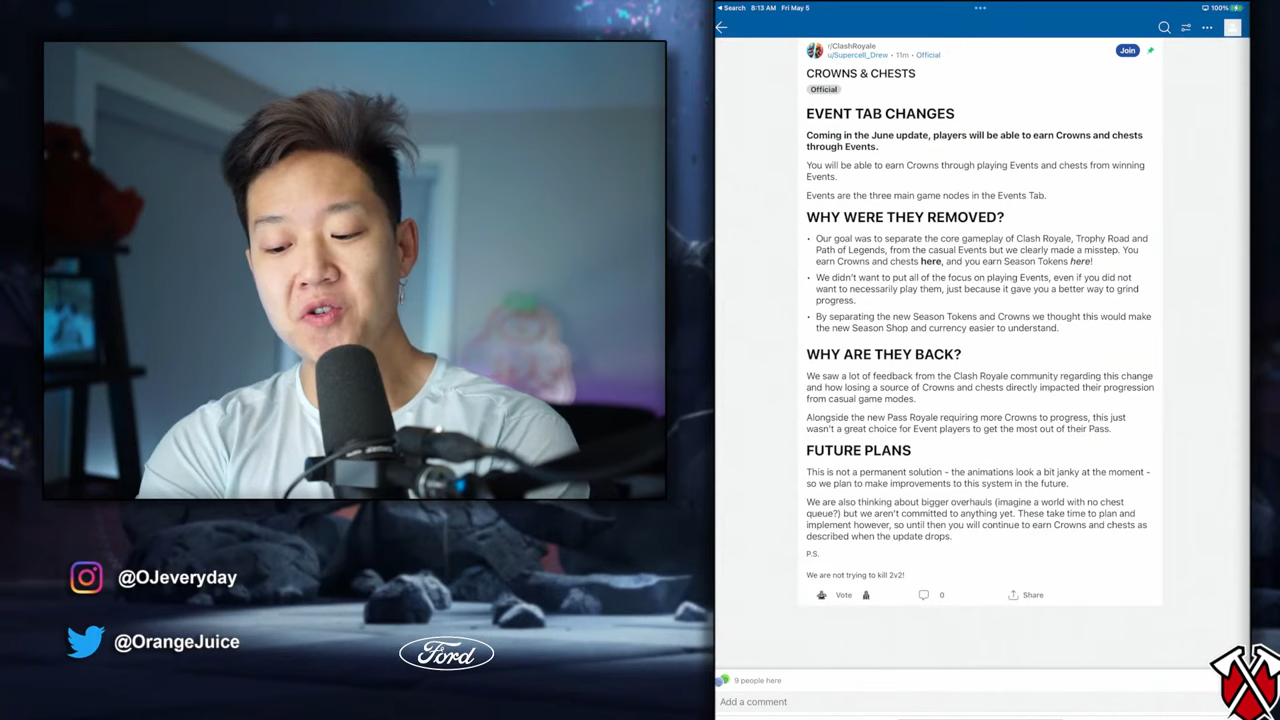 Search 8:13 AM Fri May 5
100%
r/ClashRoyale
u/Supercell_Drew • 11m • Official
Join
CROWNS & CHESTS
Official
EVENT TAB CHANGES
Coming in the June update, players will be able to earn Crowns and chests
through Events.
You will be able to earn Crowns through playing Events and chests from winning
Events.
Events are the three main game nodes in the Events Tab.
WHY WERE THEY REMOVED?
• Our goal was to separate the core gameplay of Clash Royale, Trophy Road and
Path of Legends, from the casual Events but we clearly made a misstep. You
earn Crowns and chests here, and you earn Season Tokens here!
• We didn't want to put all of the focus on playing Events, even if you did not
want to necessarily play them, just because it gave you a better way to grind
progress.
• By separating the new Season Tokens and Crowns we thought this would make
the new Season Shop and currency easier to understand.
WHY ARE THEY BACK?
We saw a lot of feedback from the Clash Royale community regarding this change
and how losing a source of Crowns and chests directly impacted their progression
from casual game modes.
Alongside the new Pass Royale requiring more Crowns to progress, this just
wasn't a great choice for Event players to get the most out of their Pass.
FUTURE PLANS
This is not a permanent solution - the animations look a bit janky at the moment -
so we plan to make improvements to this system in the future.
We are also thinking about bigger overhauls (imagine a world with no chest
queue?) but we aren't committed to anything yet. These take time to plan and
implement however, so until then you will continue to earn Crowns and chests as
described when the update drops.
P.S.
We are not trying to kill 2v2!
Vote
0
Share
9 people here
Add a comment
@OJeveryday
@OrangeJuice
Ford